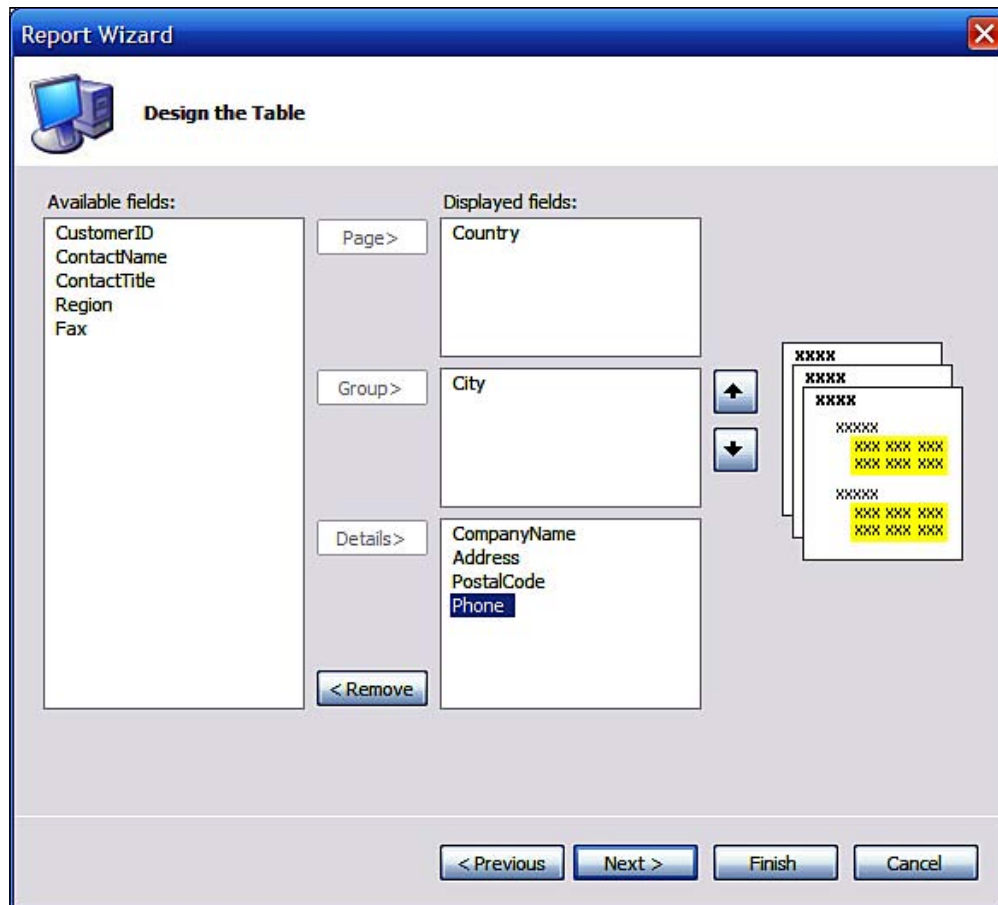 Report Wizard
Design the Table
Available fields:
CustomerID
ContactName
ContactTitle
Region
Fax
Page>
Group>
Details>
< Remove
Displayed fields:
Country
City
CompanyName
Address
PostalCode
Phone
xxxx
xxxx
xxxx
xxxxx
xxx xxx xxx
xxx xxx xxx
xxxxx
xxx xxx xxx
xxx xxx xxx
< Previous
Next >
Finish
Cancel